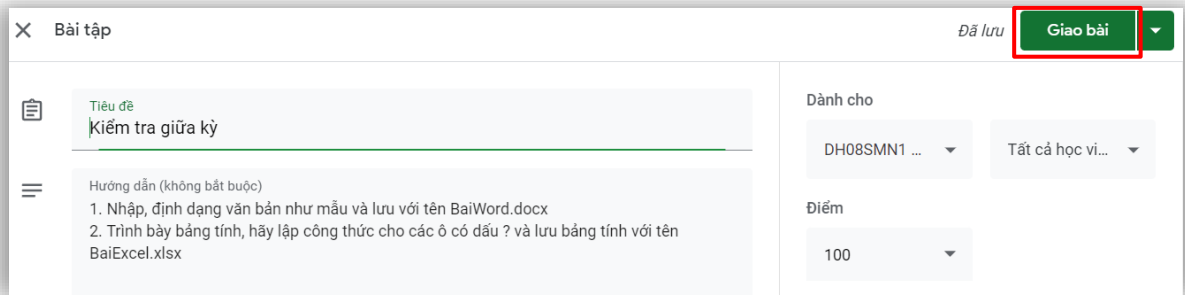 Bài tập
Đã lưu
Giao bài
Tiêu đề
Kiểm tra giữa kỳ
Hướng dẫn (không bắt buộc)
1. Nhập, định dạng văn bản như mẫu và lưu với tên BaiWord.docx
2. Trình bày bảng tính, hãy lập công thức cho các ô có dấu ? và lưu bảng tính với tên
BaiExcel.xlsx
Dành cho
DH08SMN1 ...
Tất cả học vi...
Điểm
100